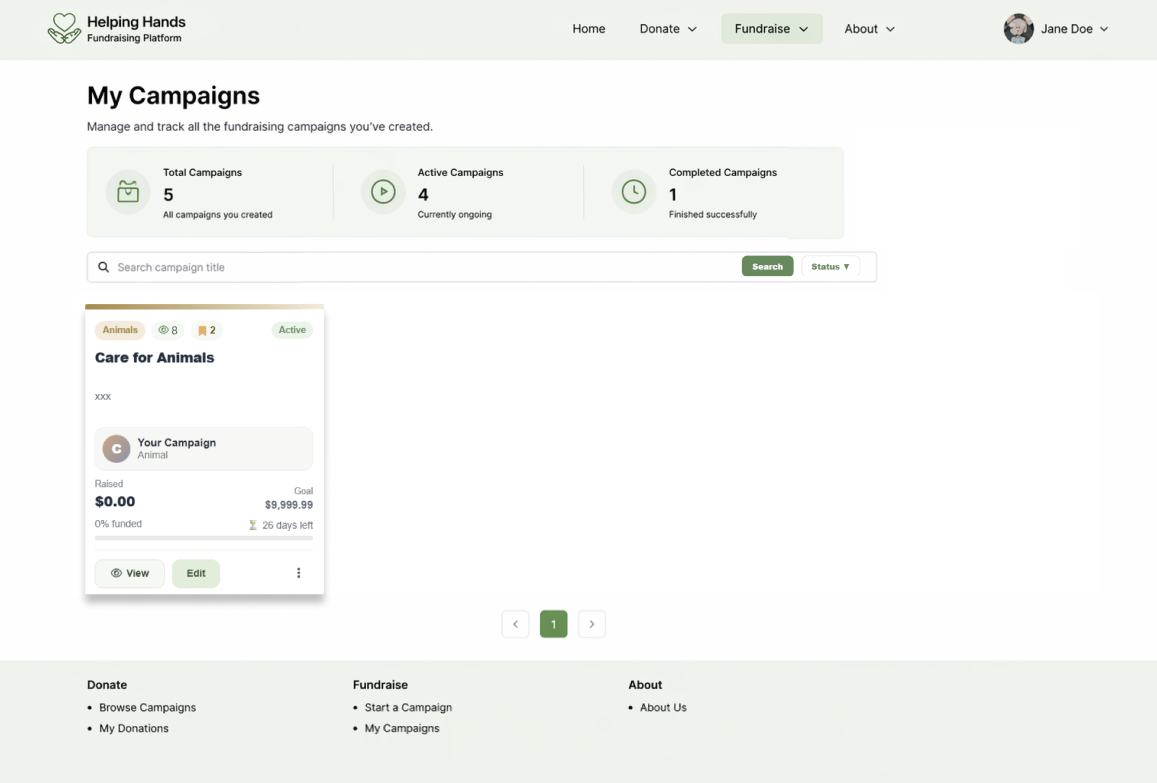 Helping Hands
Fundraising Platform
Home
Donate
Fundraise
About
Jane Doe
My Campaigns
Manage and track all the fundraising campaigns you've created.
Total Campaigns
5
All campaigns you created
Active Campaigns
4
Currently ongoing
Completed Campaigns
1
Finished successfully
Search campaign title
Search
Status ▼
Animals
8
2
Active
Care for Animals
xxx
C
Your Campaign
Animal
Raised
$0.00
Goal
$9,999.99
0% funded
26 days left
View
Edit
1
Donate
• Browse Campaigns
• My Donations
Fundraise
• Start a Campaign
• My Campaigns
About
• About Us